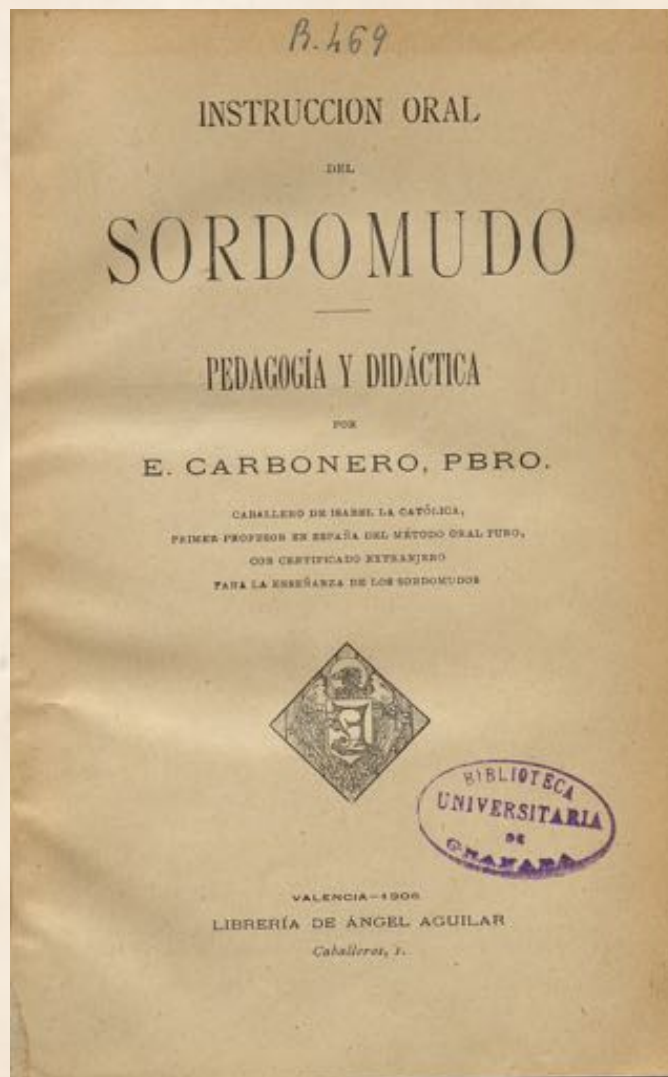 B.469
INSTRUCCION ORAL
DEL
SORDOMUDO
PEDAGOGÍA Y DIDÁCTICA
POR
E. CARBONERO, PBRO.
CABALLERO DE ISABEL LA CATÓLICA,
PRIMER PROFESOR EN ESPAÑA DEL MÉTODO ORAL PURO,
CON CERTIFICADO EXTRANJERO
PARA LA ENSEÑANZA DE LOS SORDOMUDOS
BIBLIOTECA
UNIVERSITARIA
DE
GRANADA
VALENCIA—1906
LIBRERÍA DE ÁNGEL AGUILAR
Caballeros, 1.